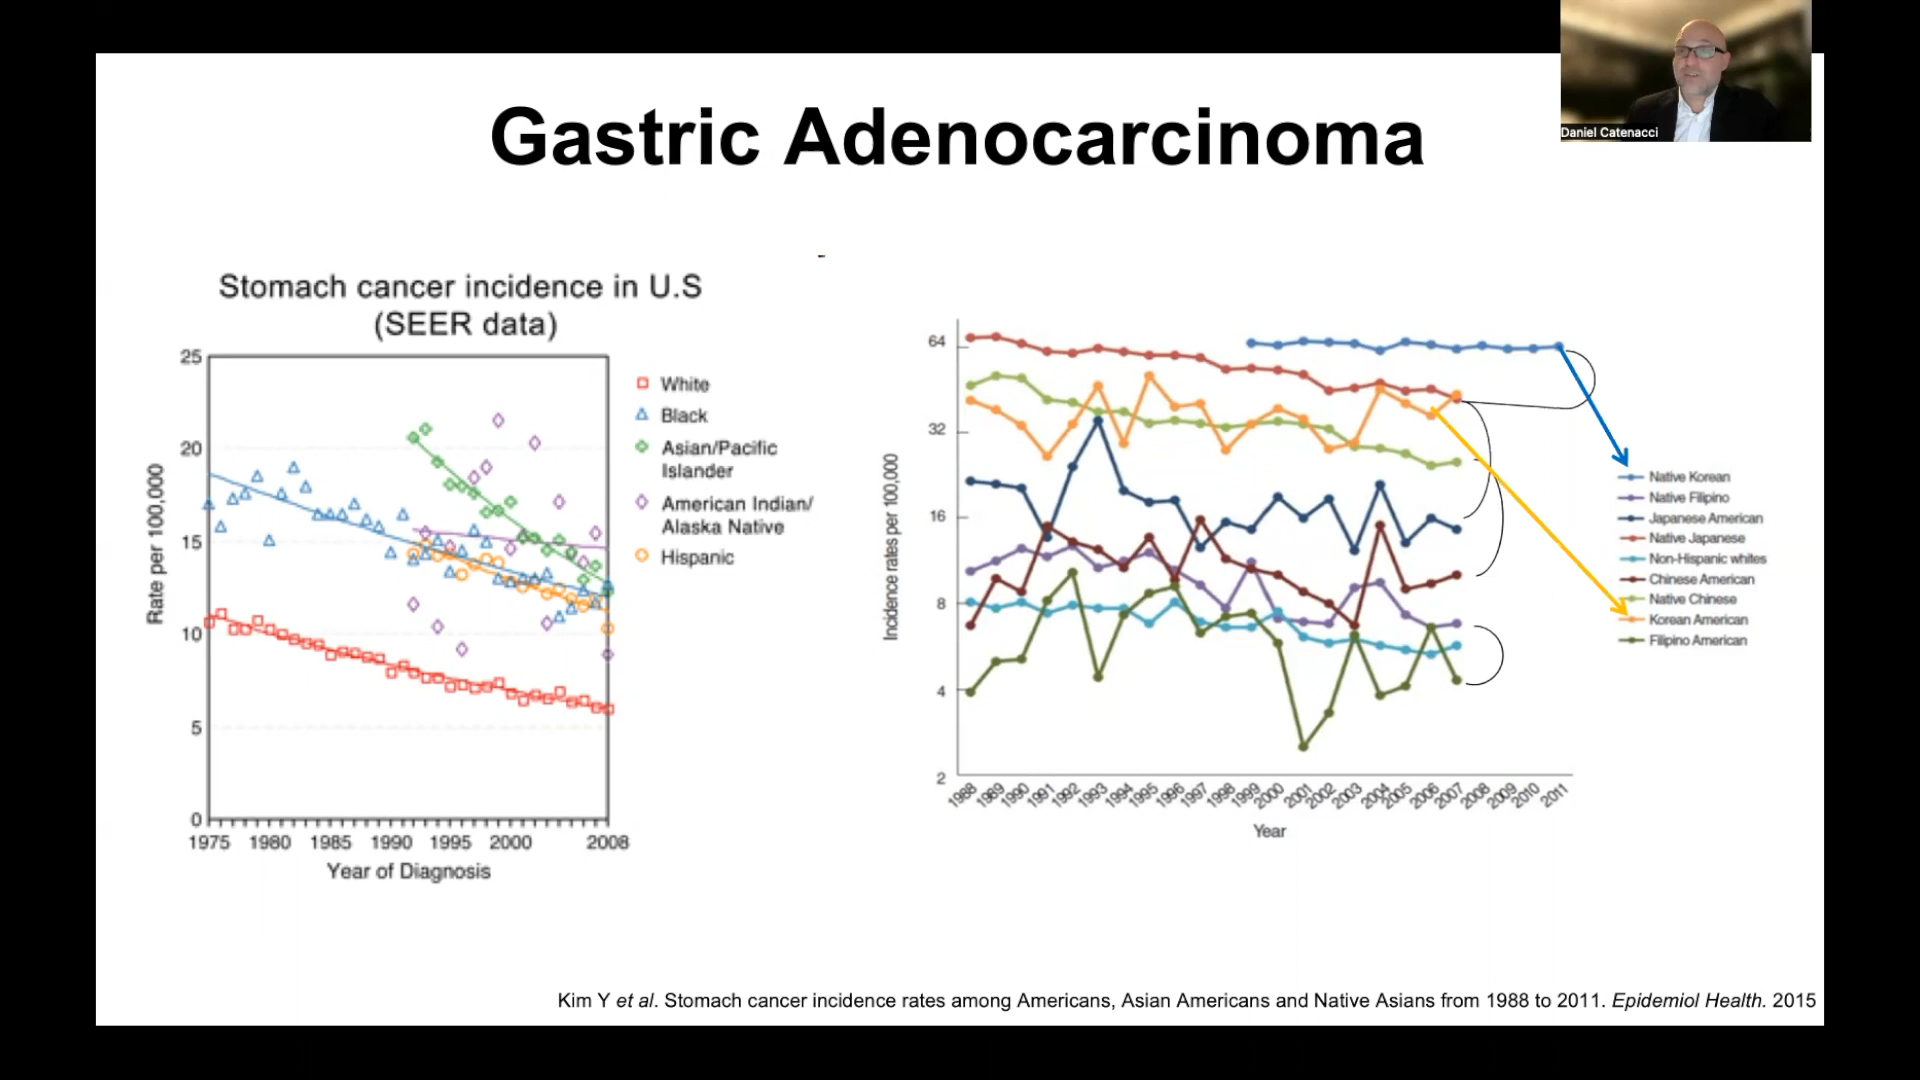 Daniel Catenacci
Gastric Adenocarcinoma
-
Stomach cancer incidence in U.S
(SEER data)
25
20
15
10
5
0
Rate per 100,000
1975 1980 1985 1990 1995 2000 2008
Year of Diagnosis
White
Black
Asian/Pacific
Islander
American Indian/
Alaska Native
Hispanic
64
32
16
8
4
2
Incidence rates per 100,000
1988 1989 1990 1991 1992 1993 1994 1995 1996 1997 1998 1999 2000 2001 2002 2003 2004 2005 2006 2007 2008 2009 2010 2011
Year
Native Korean
Native Filipino
Japanese American
Native Japanese
Non-Hispanic whites
Chinese American
Native Chinese
Korean American
Filipino American
Kim Y et al. Stomach cancer incidence rates among Americans, Asian Americans and Native Asians from 1988 to 2011. Epidemiol Health. 2015